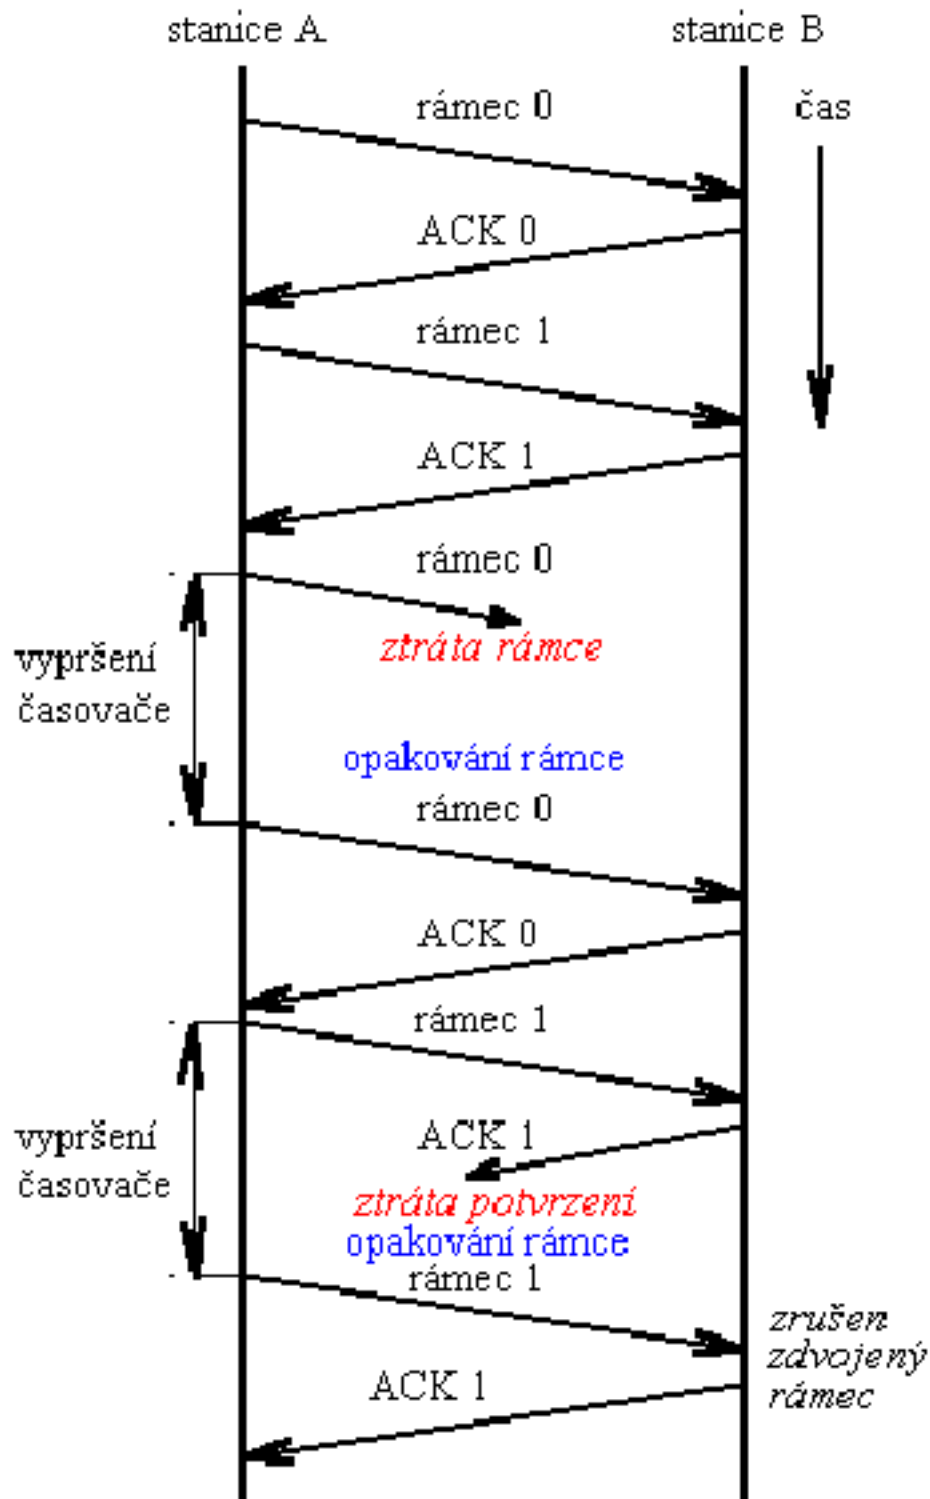 stanice A
stanice B
rámec 0
čas
ACK 0
rámec 1
ACK 1
rámec 0
ztráta rámce
vypršení
časovače
opakování rámce
rámec 0
ACK 0
rámec 1
vypršení
časovače
ACK 1
ztráta potvrzení
opakování rámce
rámec 1
zrušen
zdvojený
rámec
ACK 1